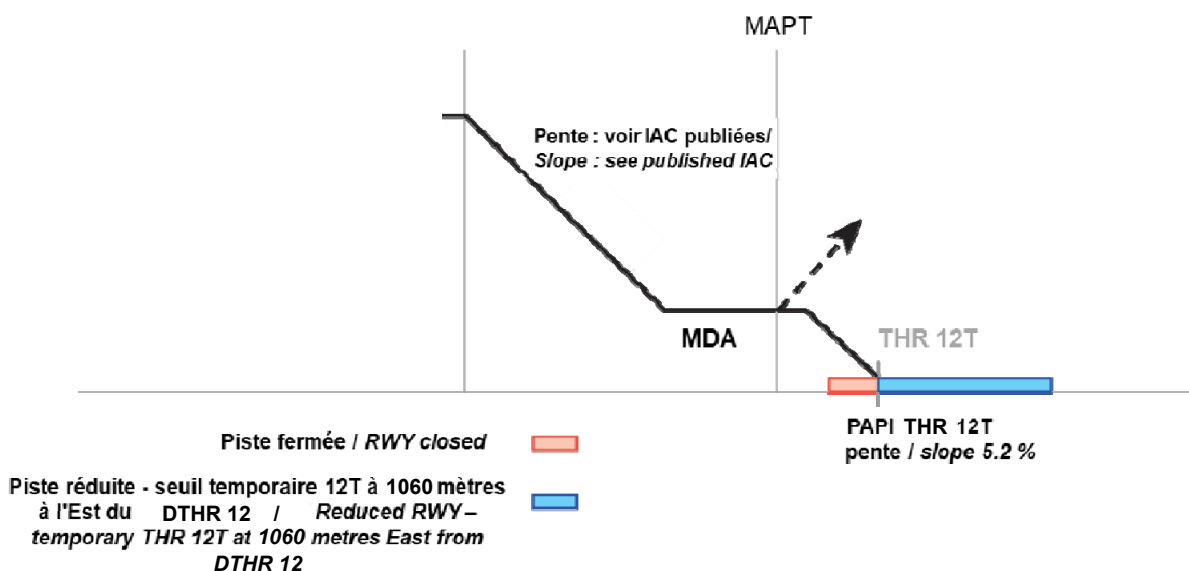 MAPT
Pente : voir IAC publiées/
Slope : see published IAC
MDA
THR 12T
PAPI THR 12T
pente / slope 5.2 %
Piste fermée / RWY closed
Piste réduite - seuil temporaire 12T à 1060 mètres
à l'Est du DTHR 12 / Reduced RWY –
temporary THR 12T at 1060 metres East from
DTHR 12